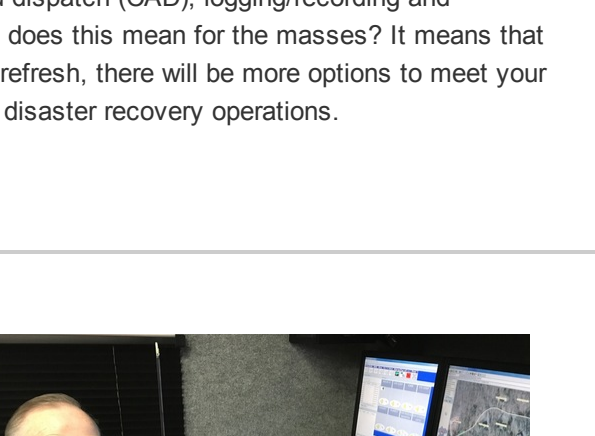 dispatch (CAD), logging/recording and
does this mean for the masses? It means that
refresh, there will be more options to meet your
disaster recovery operations.